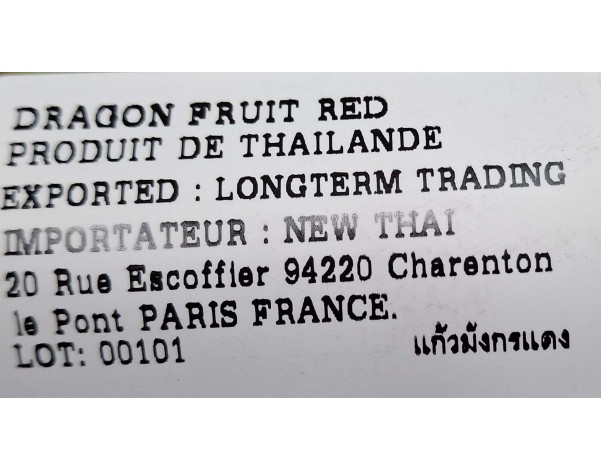 DRAGON FRUIT RED
PRODUIT DE THAILANDE
EXPORTED : LONGTERM TRADING
IMPORTATEUR : NEW THAI
20 Rue Escoffier 94220 Charenton
le Pont PARIS FRANCE.
LOT: 00101 แก้วมังกรแดง